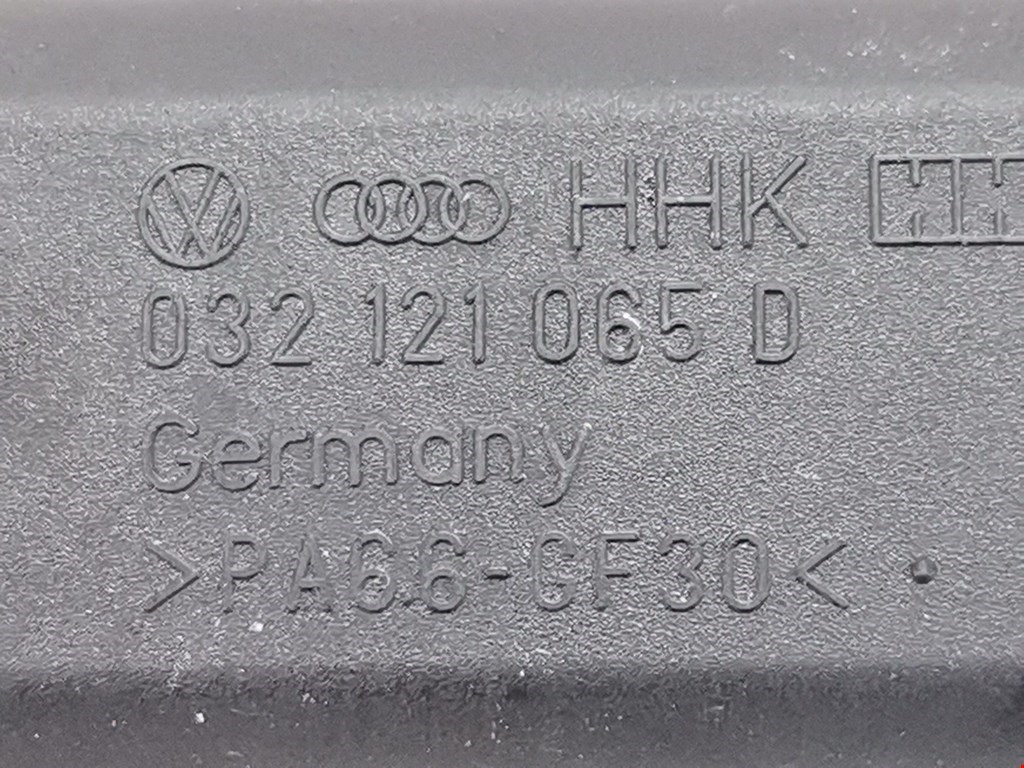 HHK
032 121 065 D
Germany
>PA66-GF30<